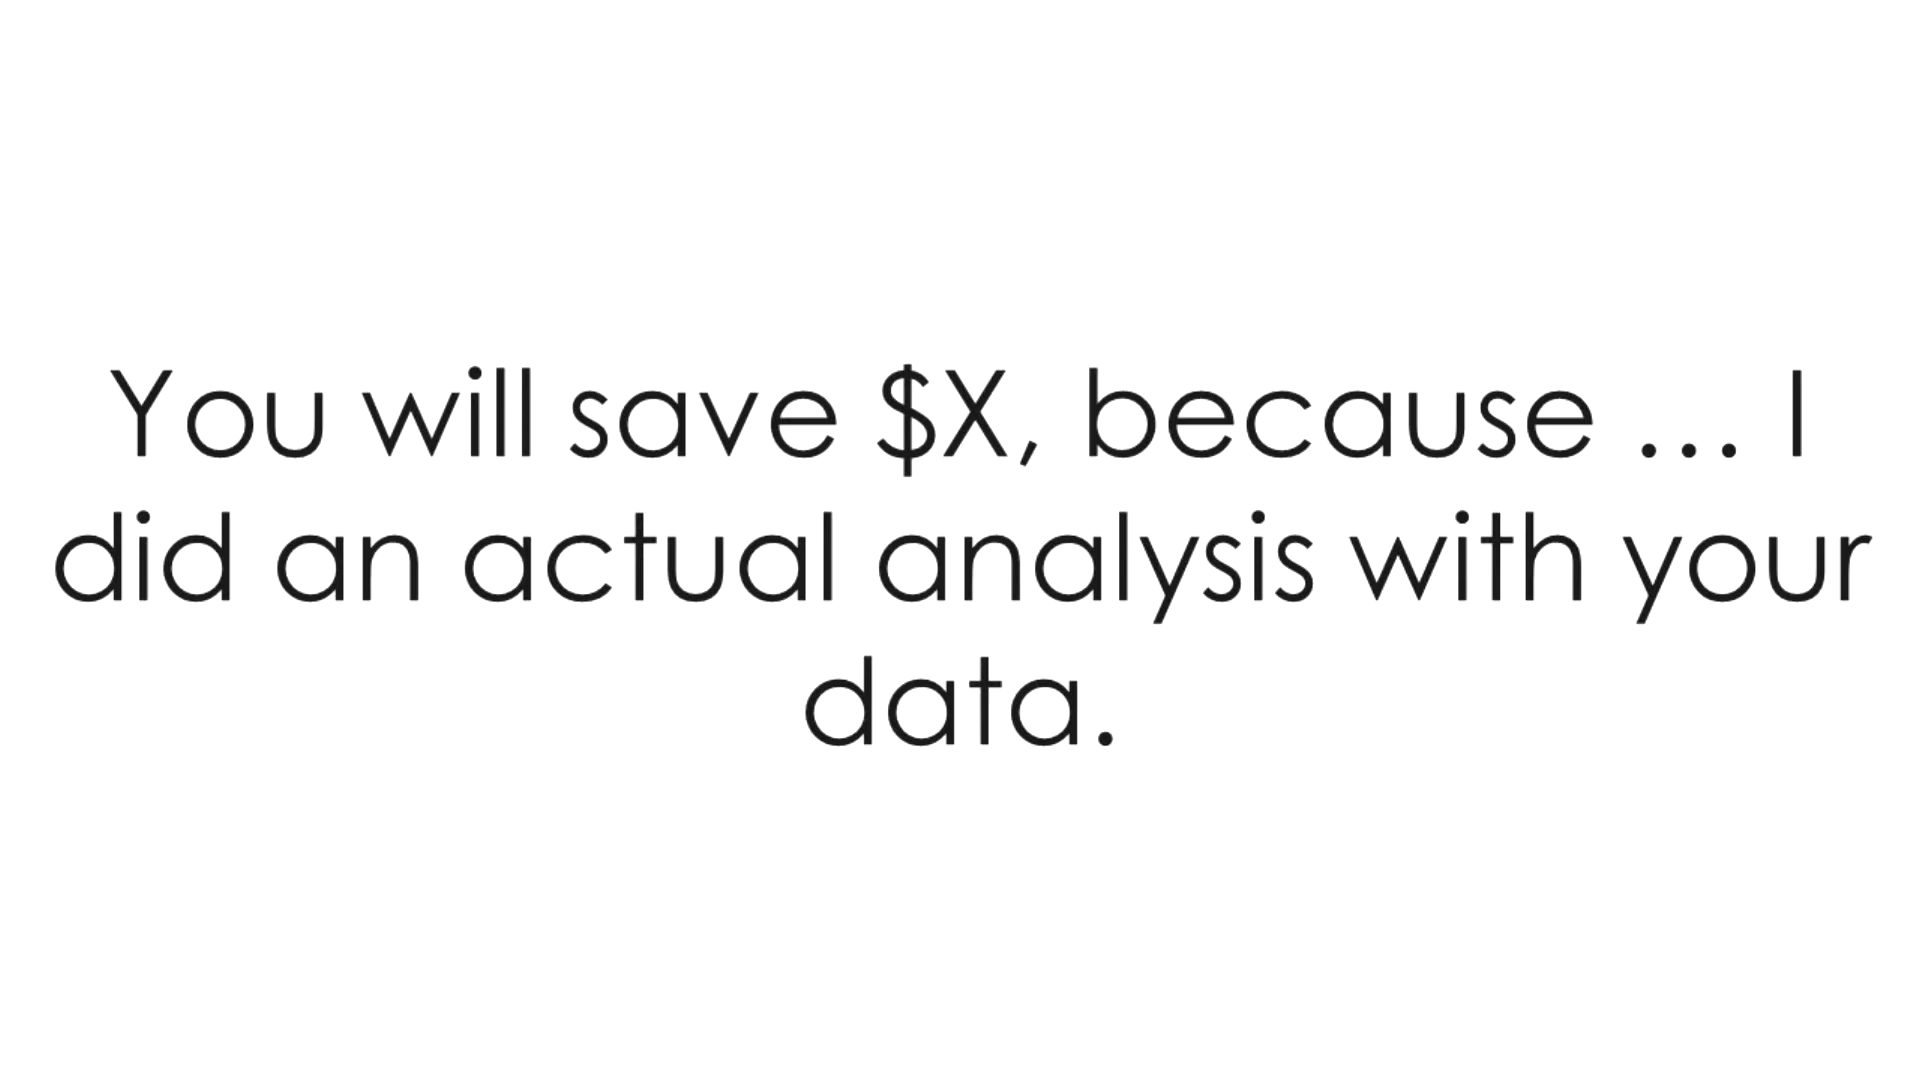 You will save $X, because … I
did an actual analysis with your
data.